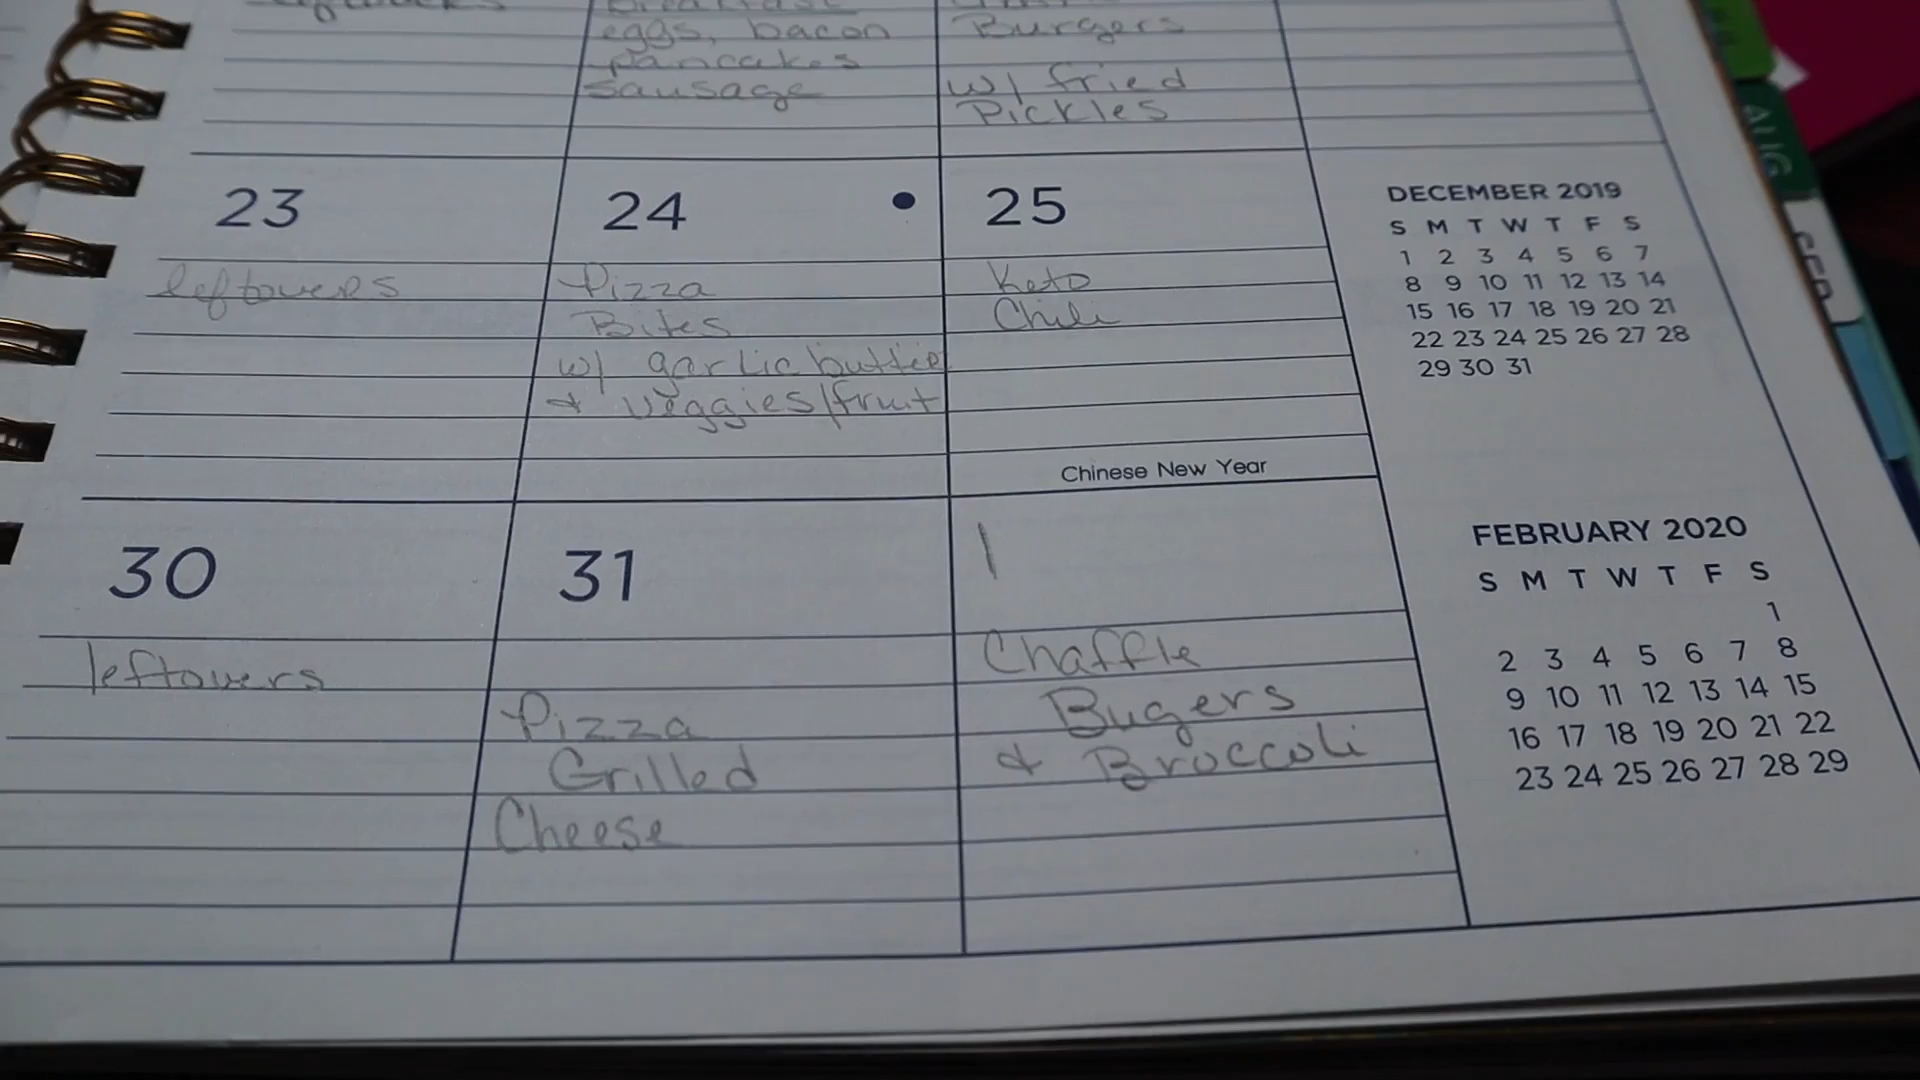 eggs, bacon
pancakes
sausage
Burgers
w/ fried
Pickles
23
leftovers
24
Pizza
Bites
w/ garlic butter
& veggies/fruit
25
Keto
Chili
Chinese New Year
30
leftovers
31
Pizza
Grilled
Cheese
1
Chaffle
Bugers
& Broccoli
DECEMBER 2019
S M T W T F S
1 2 3 4 5 6 7
8 9 10 11 12 13 14
15 16 17 18 19 20 21
22 23 24 25 26 27 28
29 30 31
FEBRUARY 2020
S M T W T F S
1
2 3 4 5 6 7 8
9 10 11 12 13 14 15
16 17 18 19 20 21 22
23 24 25 26 27 28 29
AUG
SEP